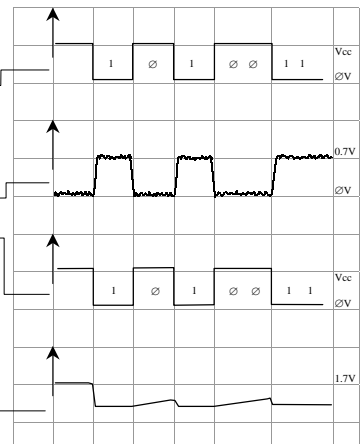 Vcc
1 ∅ 1 ∅ ∅ 1 1
∅V
0.7V
∅V
Vcc
1 ∅ 1 ∅ ∅ 1 1
∅V
1.7V